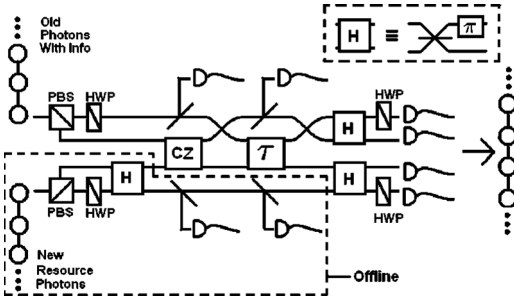 Old
Photons
With Info
H
≡
π
PBS
HWP
HWP
H
CZ
τ
H
H
PBS
HWP
HWP
New
Resource
Photons
Offline